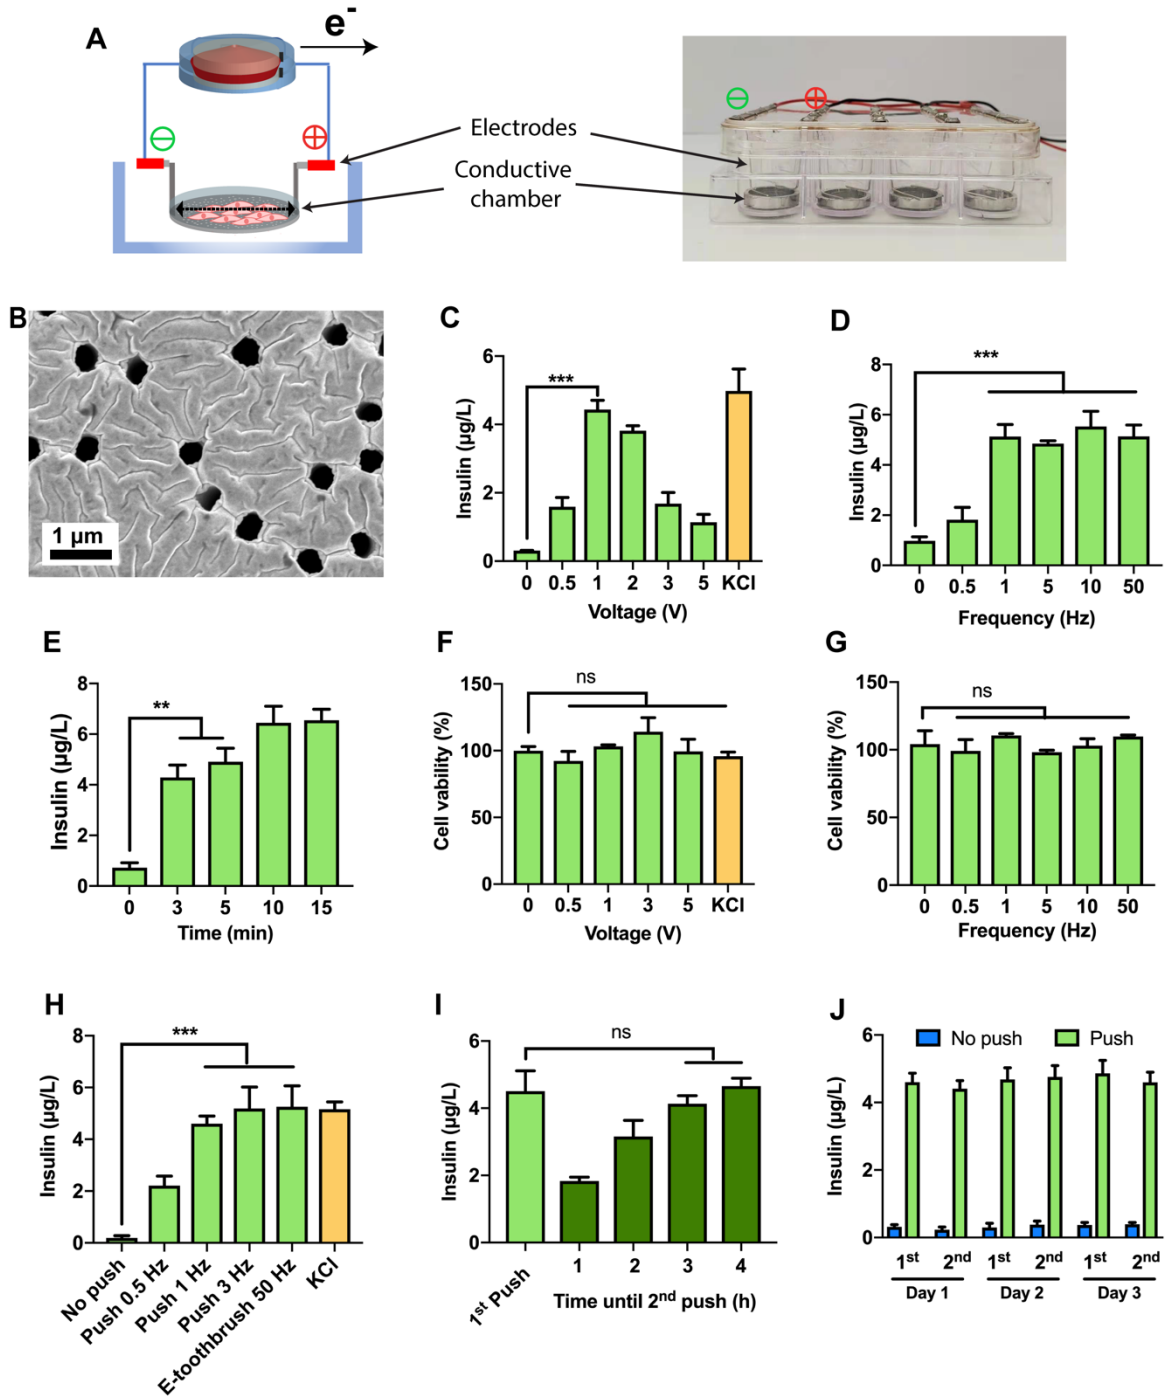 A
e-
Electrodes
Conductive
chamber
B
1 µm
C
Insulin (µg/L)
6
4
2
0
***
0 0.5 1 2 3 5 KCl
Voltage (V)
D
Insulin (µg/L)
8
6
4
2
0
***
0 0.5 1 5 10 50
Frequency (Hz)
E
Insulin (µg/L)
8
6
4
2
0
**
0 3 5 10 15
Time (min)
F
Cell vability (%)
150
100
50
0
ns
0 0.5 1 3 5 KCl
Voltage (V)
G
Cell vability (%)
150
100
50
0
ns
0 0.5 1 5 10 50
Frequency (Hz)
H
Insulin (µg/L)
8
6
4
2
0
***
No push
Push 0.5 Hz
Push 1 Hz
Push 3 Hz
E-toothbrush 50 Hz
KCl
I
Insulin (µg/L)
6
4
2
0
ns
1st Push
1 2 3 4
Time until 2nd push (h)
J
Insulin (µg/L)
6
4
2
0
No push Push
1st 2nd 1st 2nd 1st 2nd
Day 1 Day 2 Day 3